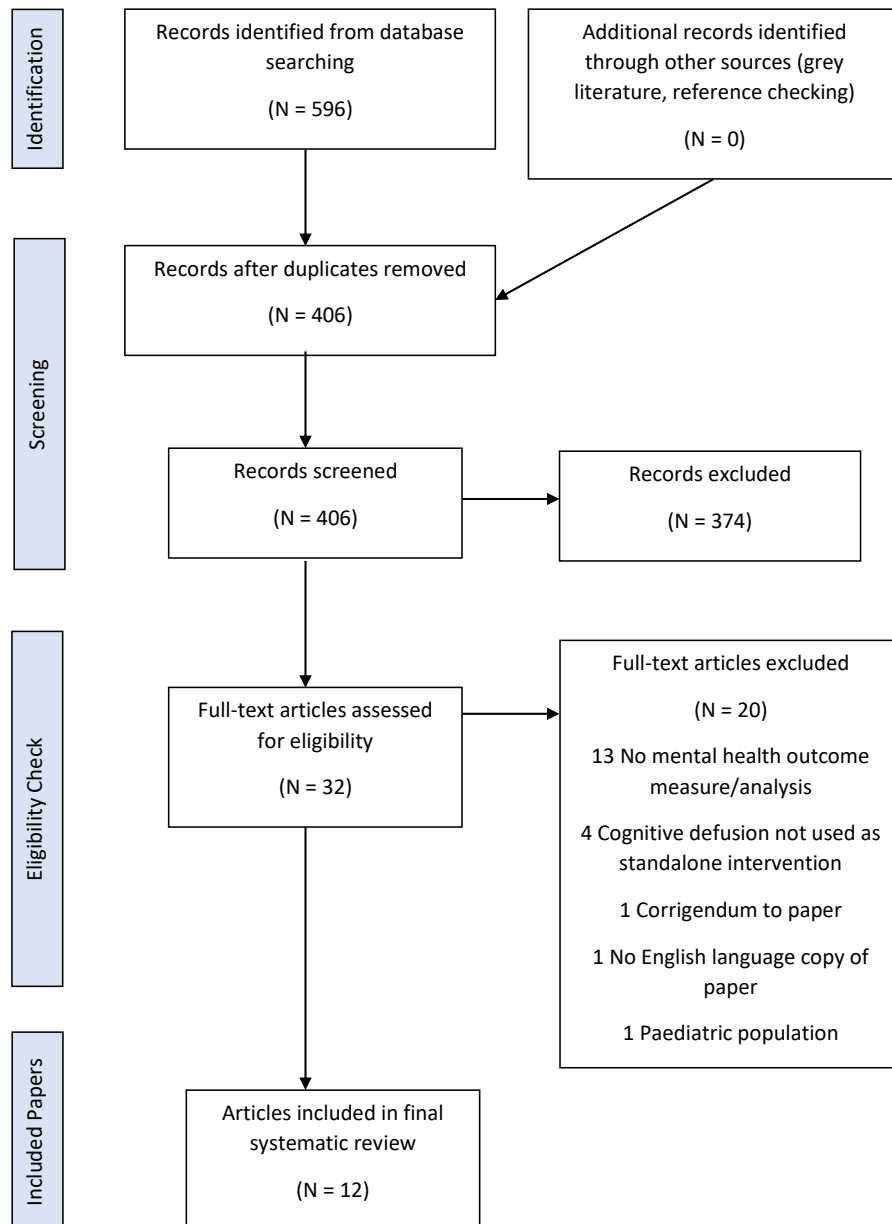 Identification
Records identified from database
searching
(N = 596)
Additional records identified
through other sources (grey
literature, reference checking)
(N = 0)
Screening
Records after duplicates removed
(N = 406)
Records screened
(N = 406)
Records excluded
(N = 374)
Eligibility Check
Full-text articles assessed
for eligibility
(N = 32)
Full-text articles excluded
(N = 20)
13 No mental health outcome
measure/analysis
4 Cognitive defusion not used as
standalone intervention
1 Corrigendum to paper
1 No English language copy of
paper
1 Paediatric population
Included Papers
Articles included in final
systematic review
(N = 12)